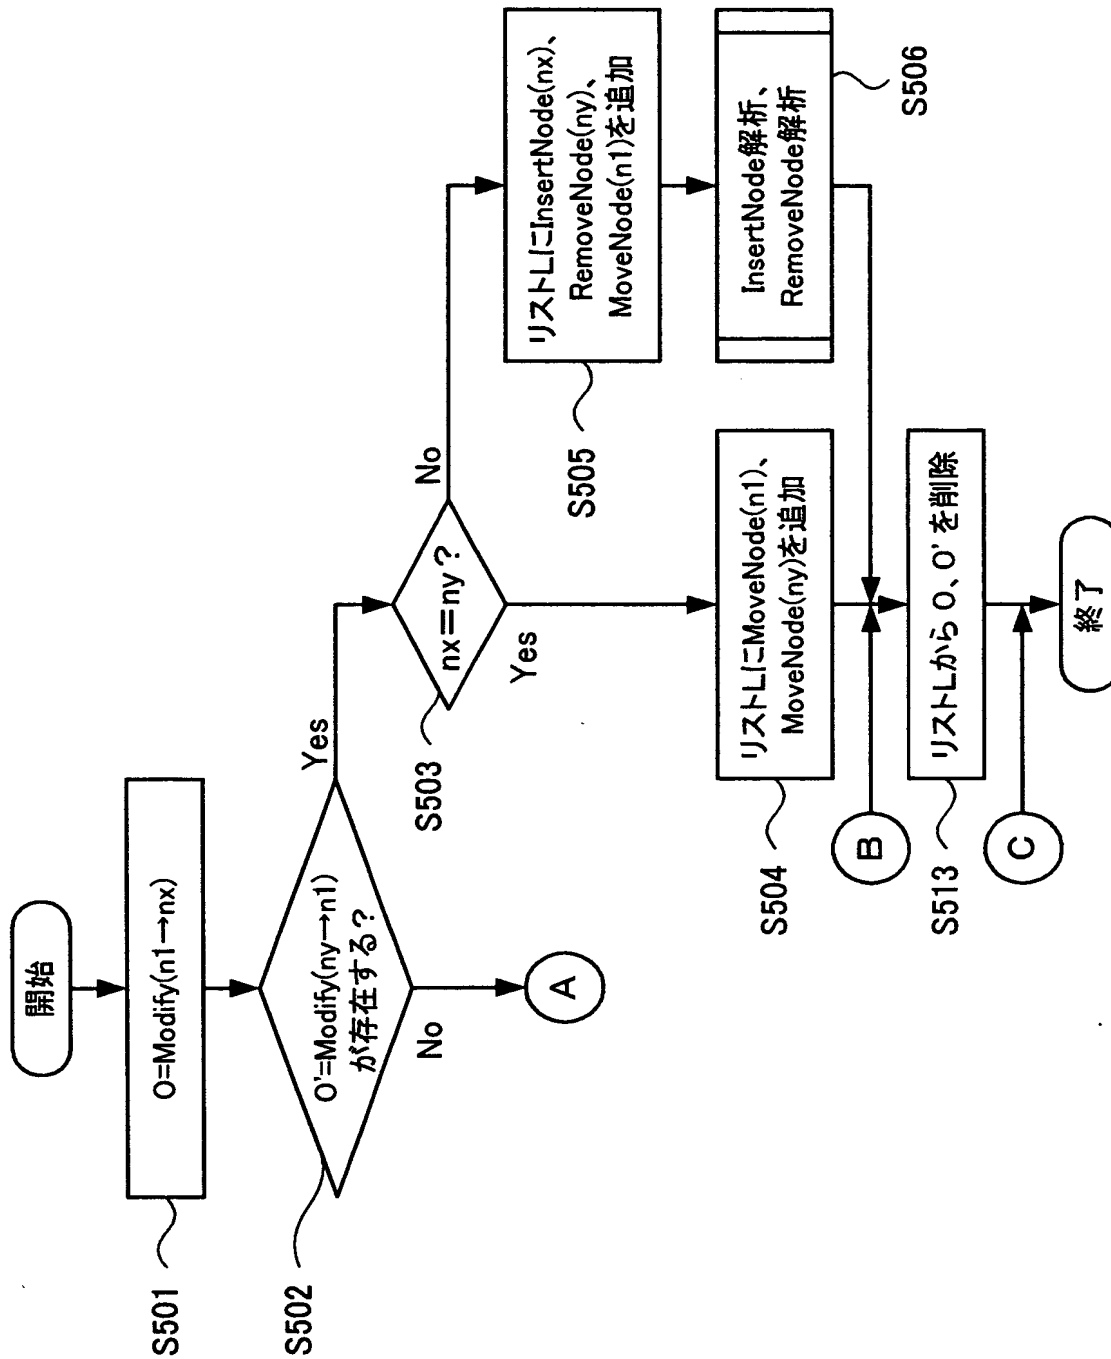 開始
S501
O=Modify(n1→nx)
S502
O'=Modify(ny→n1)
が存在する?
Yes
No
A
S503
nx=ny?
No
Yes
S505
リストLにInsertNode(nx)、
RemoveNode(ny)、
MoveNode(n1)を追加
S504
リストLにMoveNode(n1)、
MoveNode(ny)を追加
InsertNode解析、
RemoveNode解析
S506
B
S513
リストLから O、O'を削除
C
終了